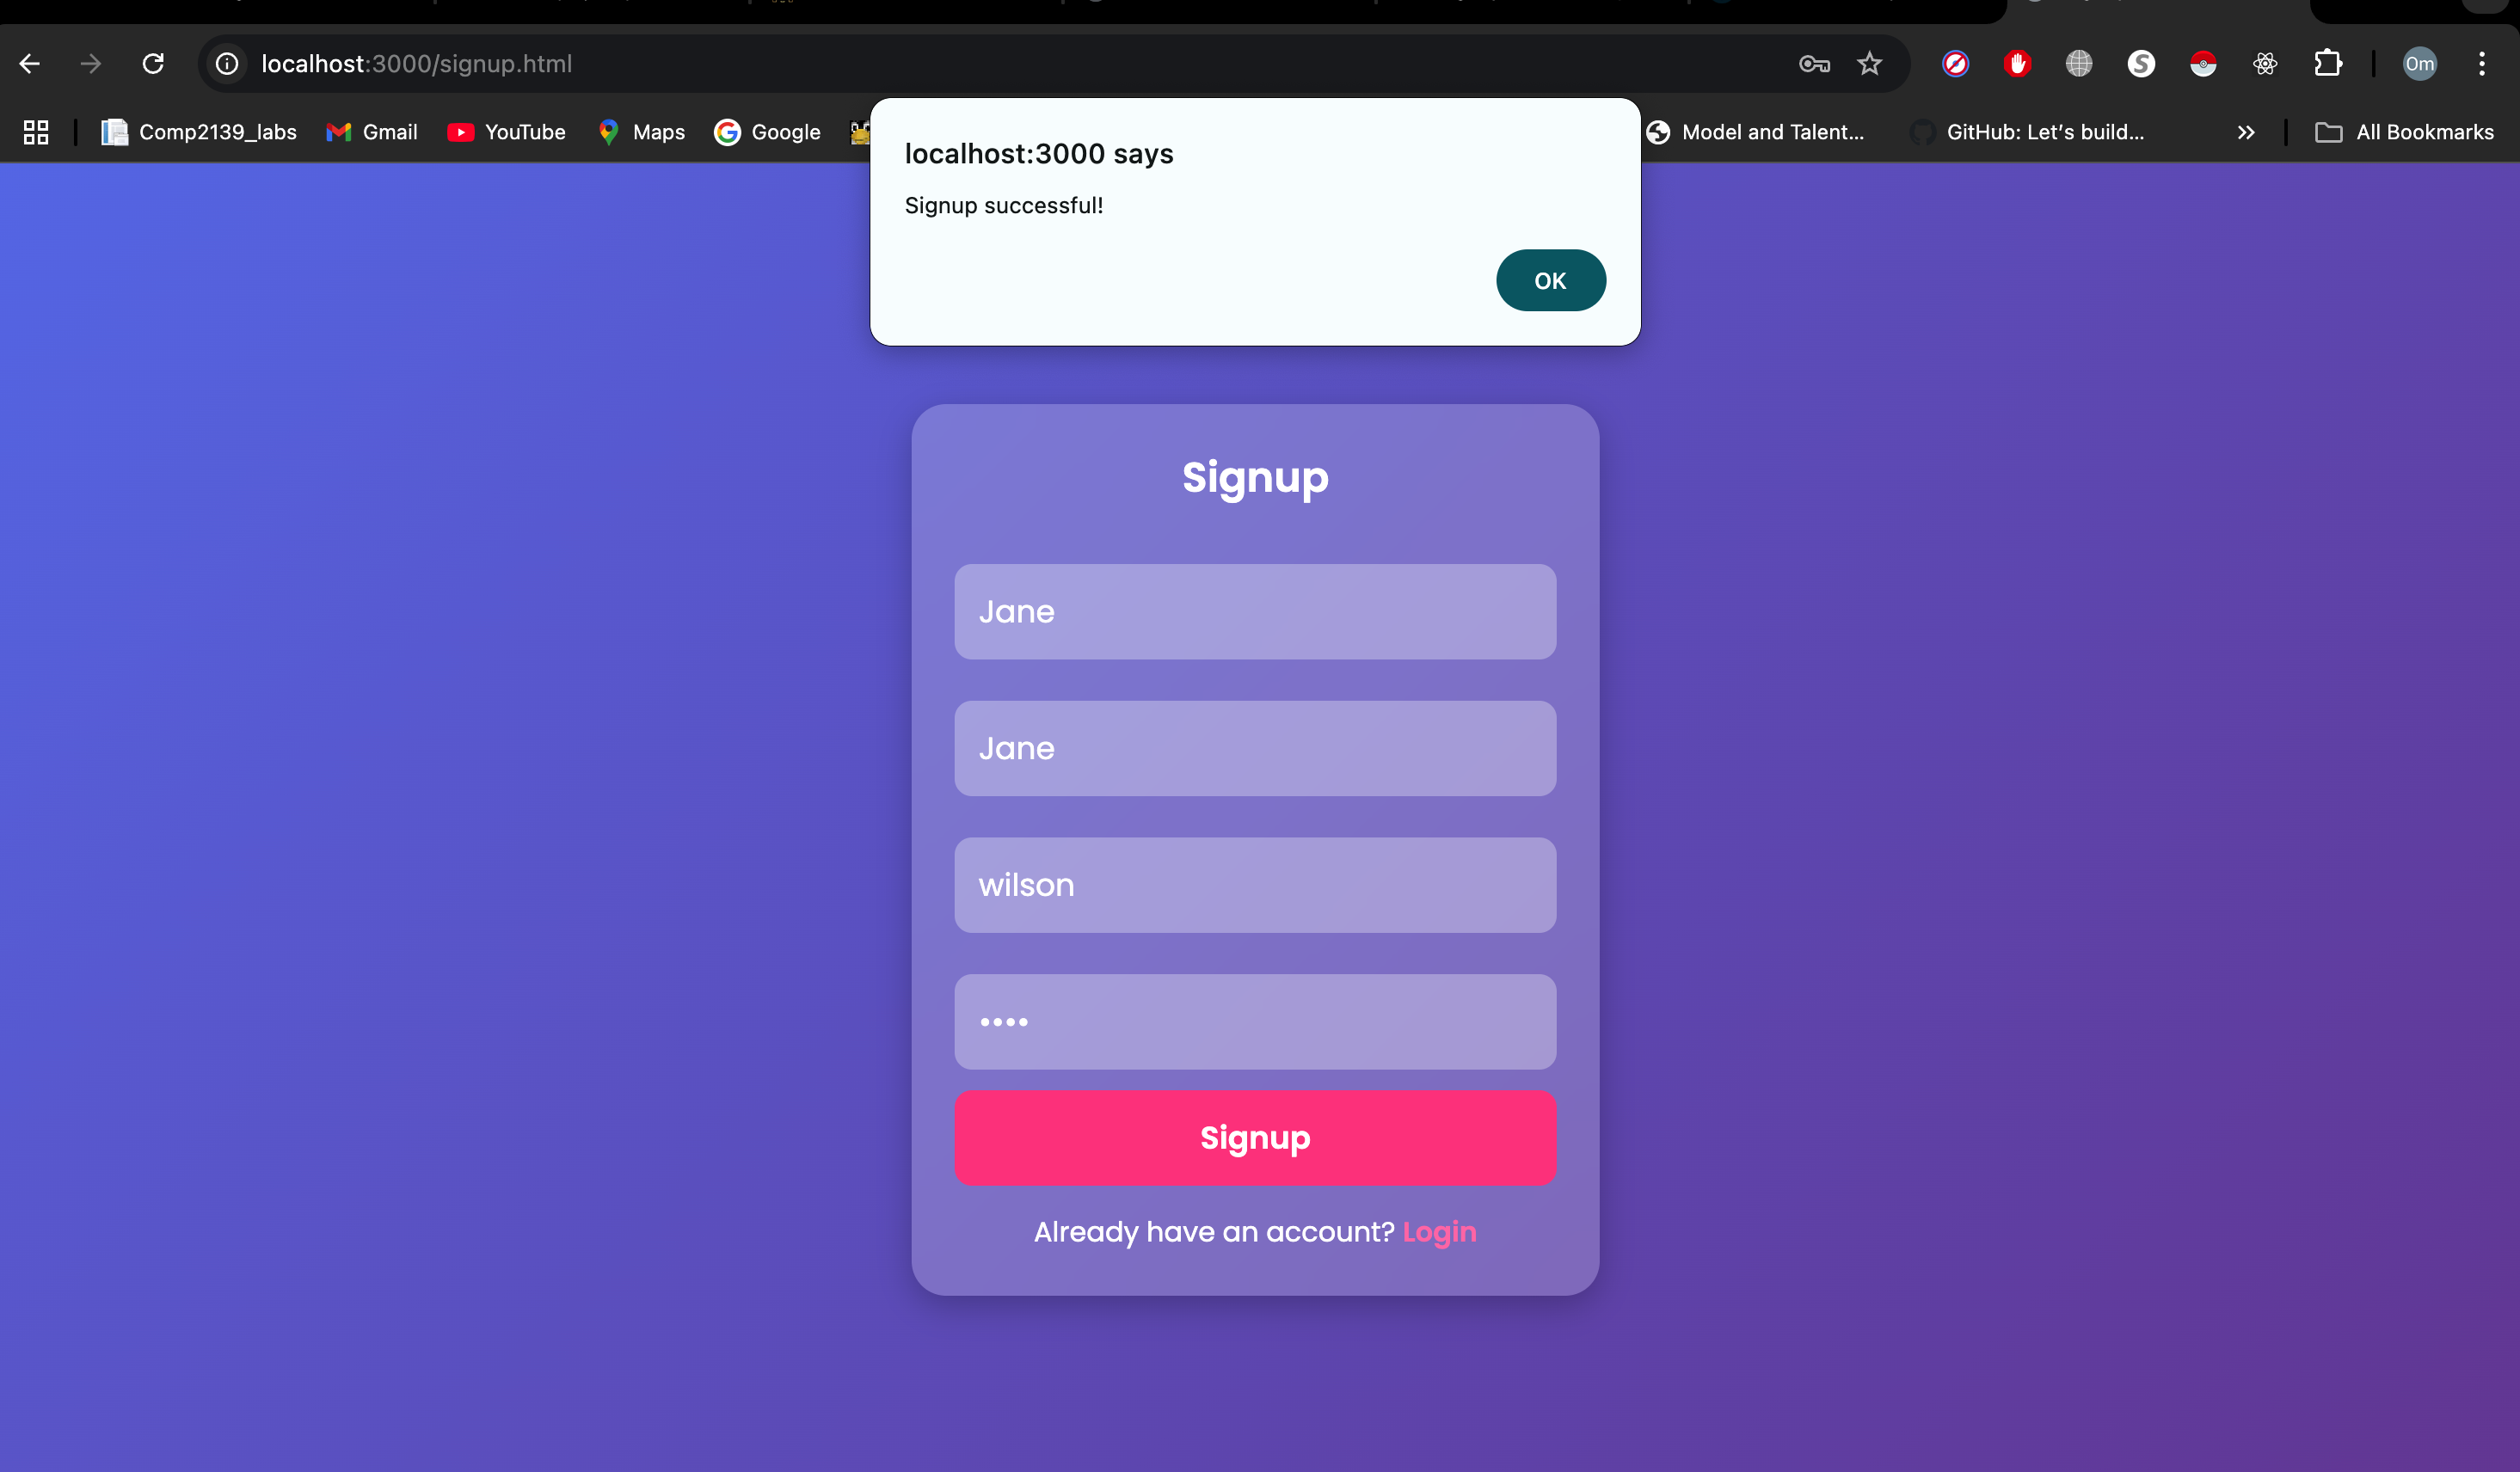 localhost:3000/signup.html
Om
Comp2139_labs
Gmail
YouTube
Maps
Google
Model and Talent...
GitHub: Let's build...
All Bookmarks
localhost:3000 says
Signup successful!
OK
Signup
Jane
Jane
wilson
Signup
Already have an account? Login